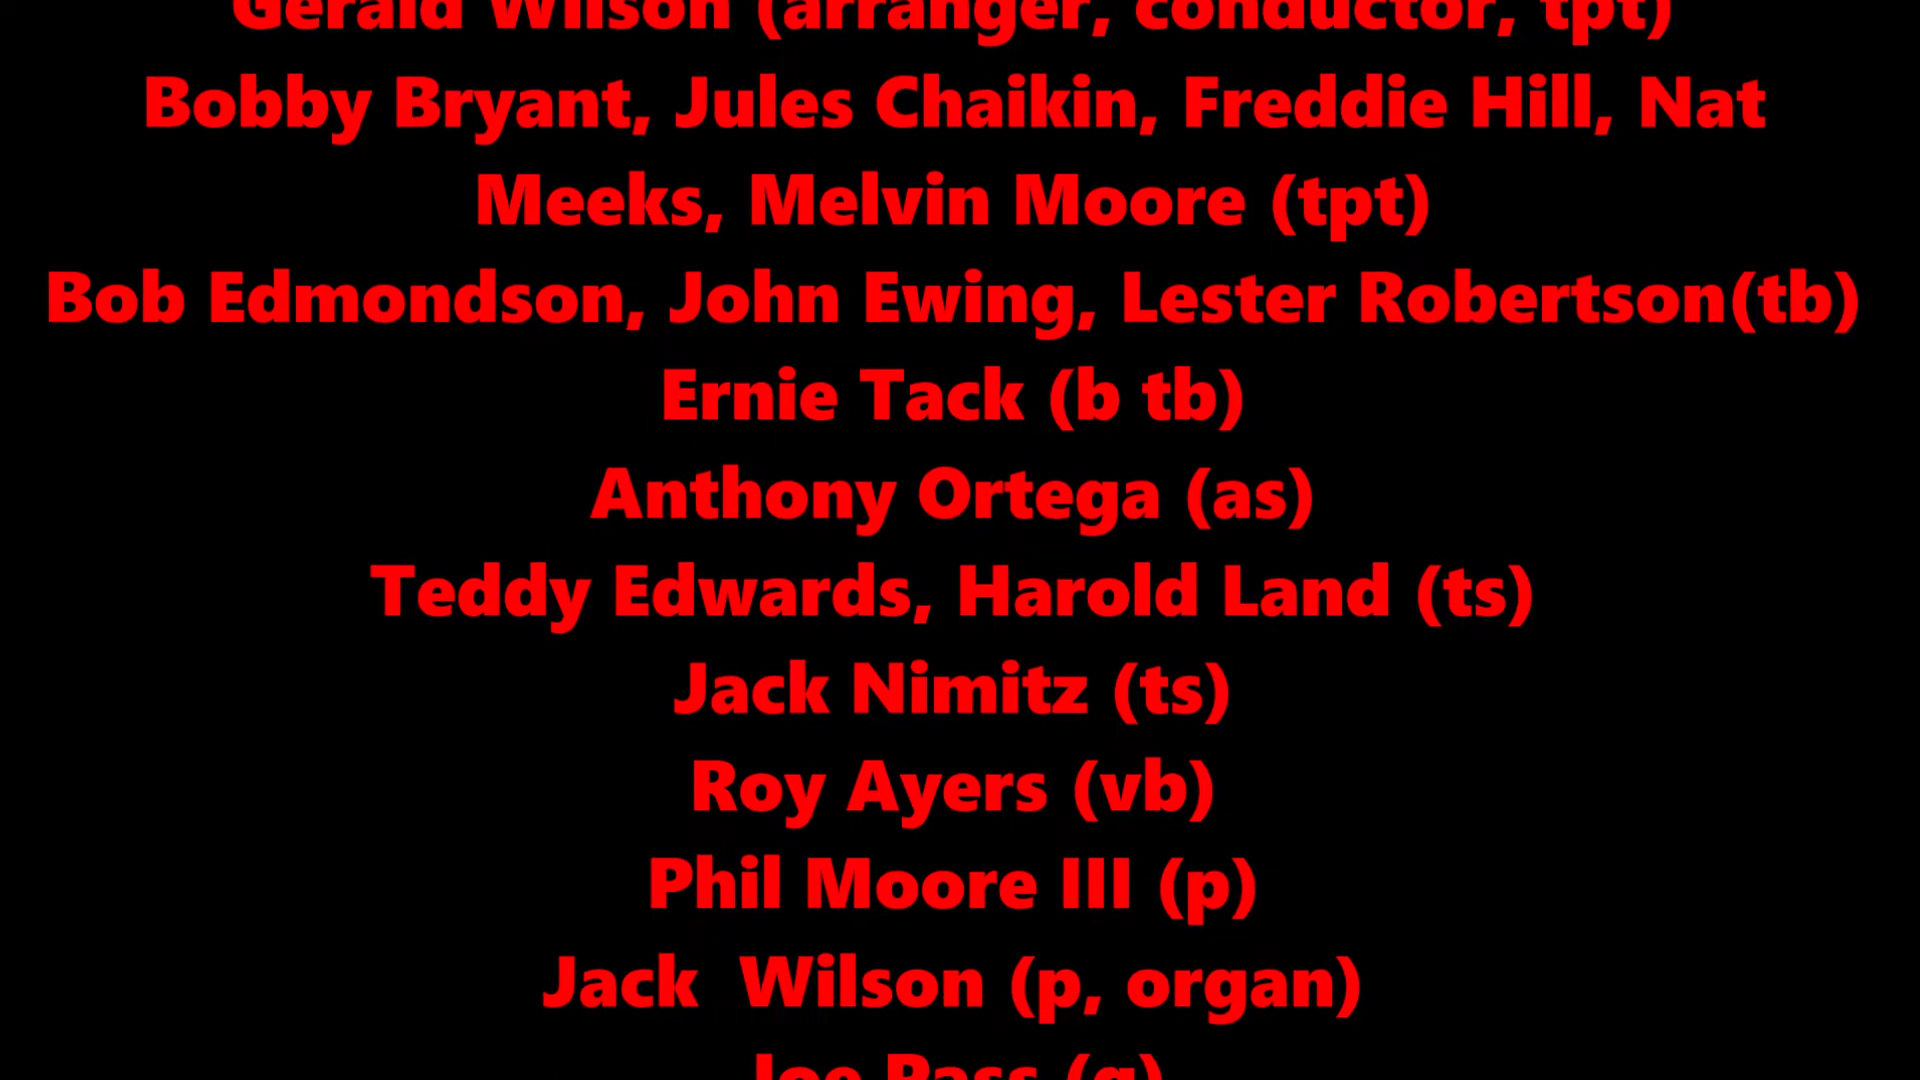 Gerald Wilson (arranger, conductor, tpt)
Bobby Bryant, Jules Chaikin, Freddie Hill, Nat
Meeks, Melvin Moore (tpt)
Bob Edmondson, John Ewing, Lester Robertson(tb)
Ernie Tack (b tb)
Anthony Ortega (as)
Teddy Edwards, Harold Land (ts)
Jack Nimitz (ts)
Roy Ayers (vb)
Phil Moore III (p)
Jack  Wilson (p, organ)
Joe Pass (g)